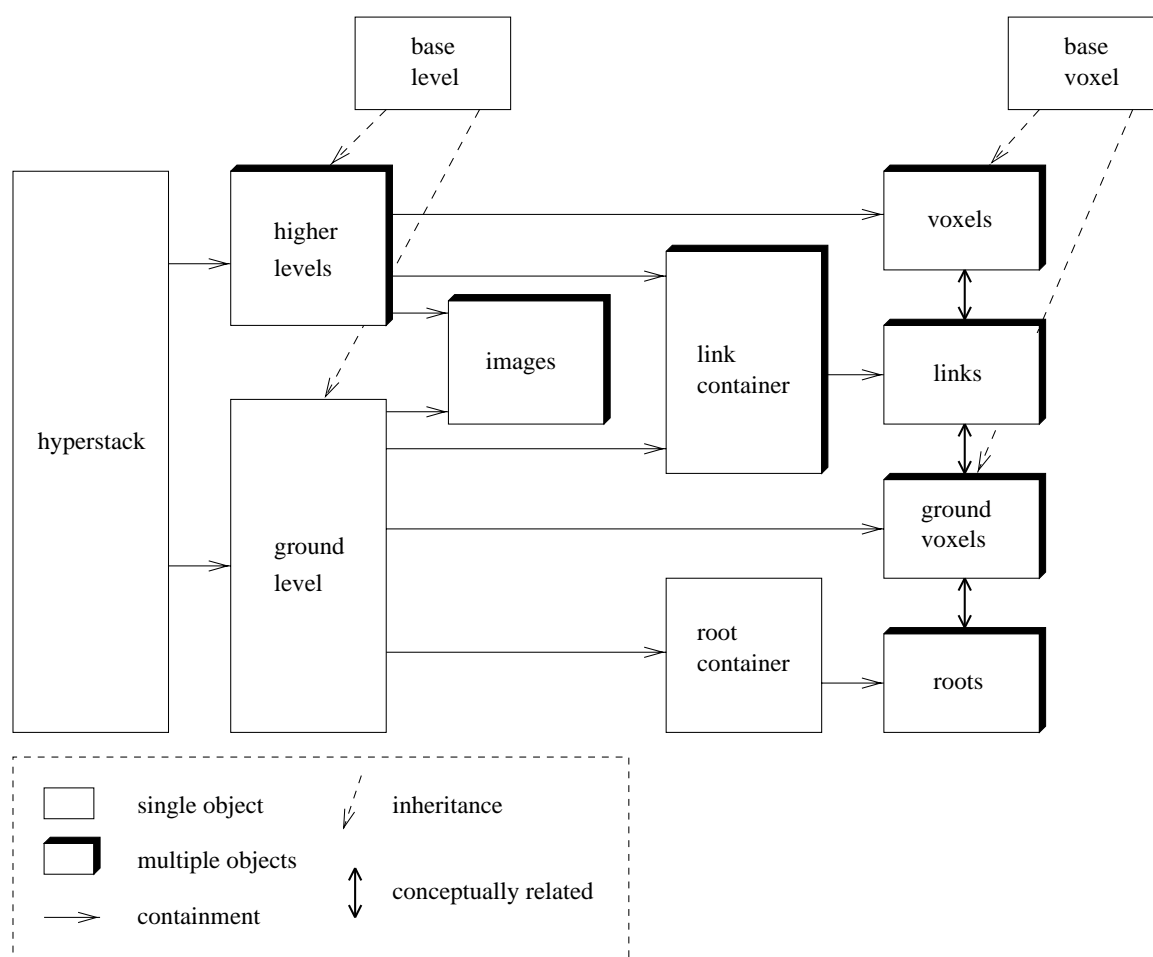 base
level
base
voxel
higher
levels
voxels
images
link
container
links
hyperstack
ground
level
ground
voxels
root
container
roots
single object
inheritance
multiple objects
conceptually related
containment